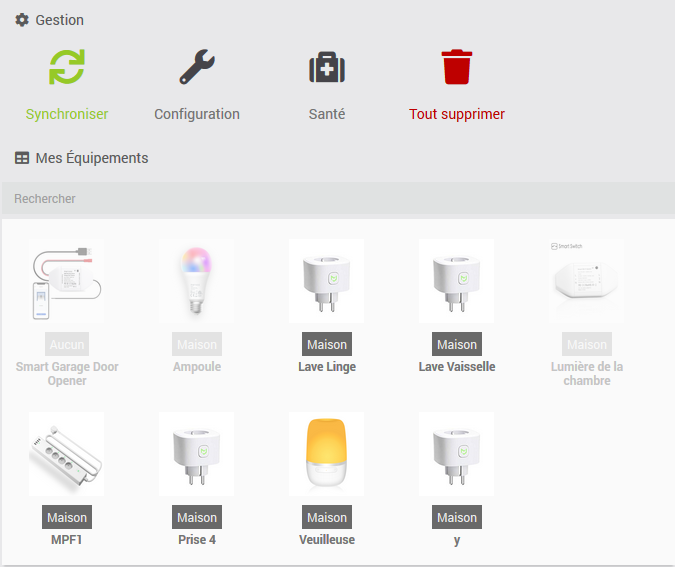 Gestion
Synchroniser Configuration Santé Tout supprimer
Mes Équipements
Rechercher
Smart Switch
Aucun Maison Maison Maison Maison
Smart Garage Door Opener Ampoule Lave Linge Lave Vaisselle Lumière de la chambre
Maison Maison Maison Maison
MPF1 Prise 4 Veuilleuse y